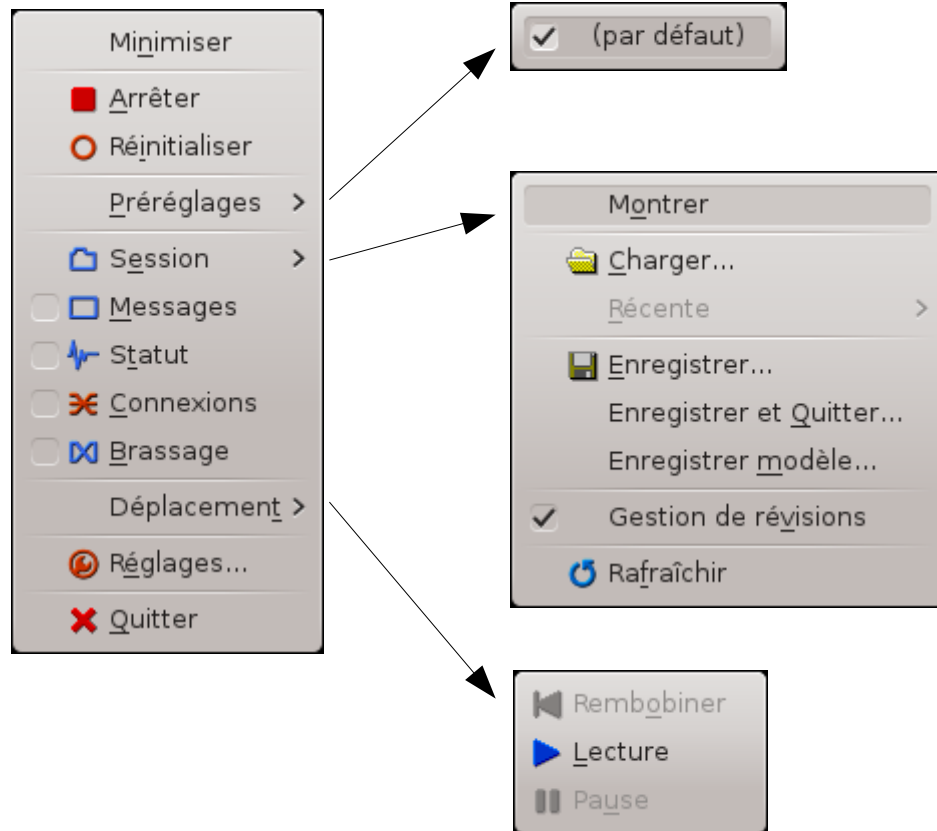 Minimiser
Arrêter
Réinitialiser
Préréglages
Session
Messages
Statut
Connexions
Brassage
Déplacement
Réglages...
Quitter
(par défaut)
Montrer
Charger...
Récente
Enregistrer...
Enregistrer et Quitter...
Enregistrer modèle...
Gestion de révisions
Rafraîchir
Rembobiner
Lecture
Pause